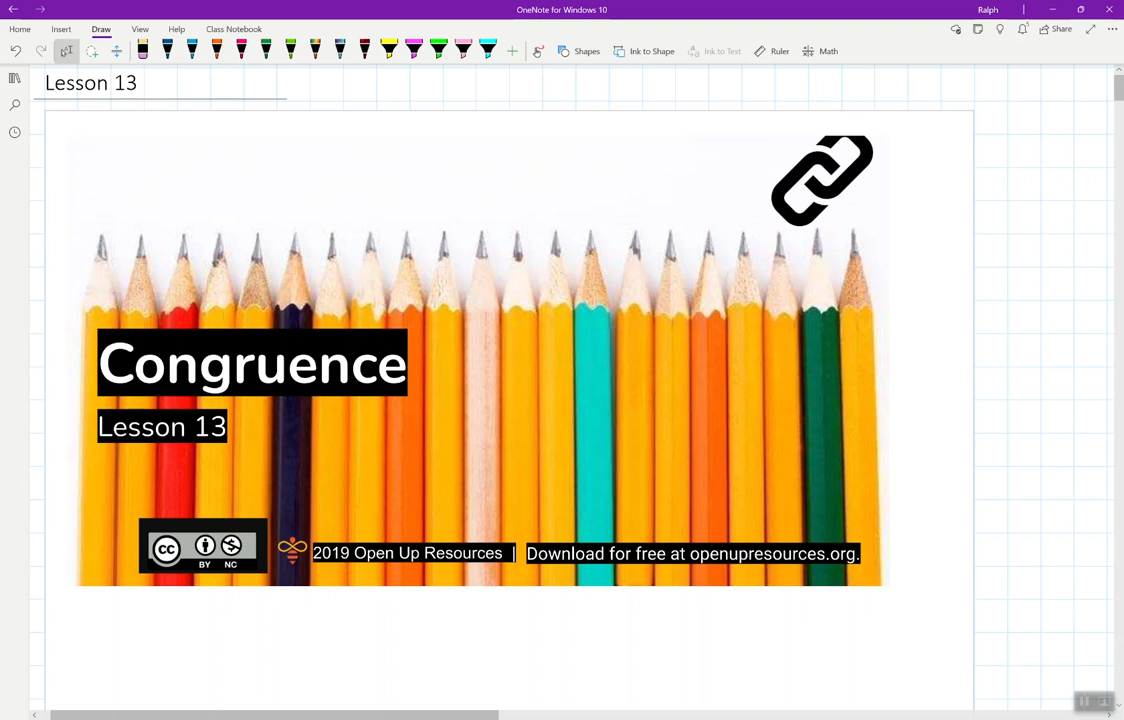 OneNote for Windows 10
Ralph
Home
Insert
Draw
View
Help
Class Notebook
Share
Shapes
Ink to Shape
Ink to Text
Ruler
Math
Lesson 13
Congruence
Lesson 13
cc
BY NC
2019 Open Up Resources | Download for free at openupresources.org.